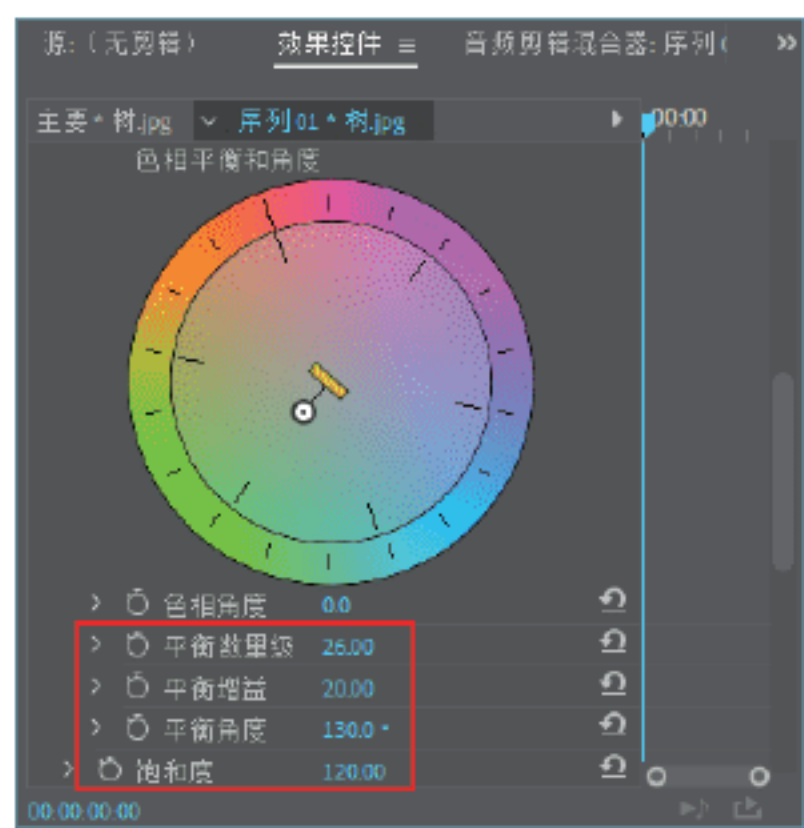 源:（无剪辑） 效果控件 音频剪辑混合器: 序列
主要 * 树.jpg 序列 01 * 树.jpg 00:00
色相平衡和角度
色相角度 0.0
平衡数量级 26.00
平衡增益 20.00
平衡角度 130.0 °
饱和度 120.00
00:00:00:00